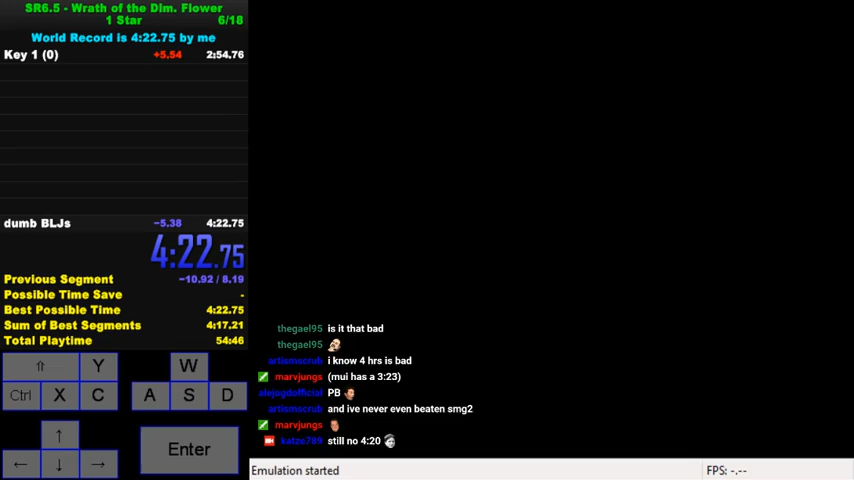 SR6.5 - Wrath of the Dim. Flower
1 Star 6/18
World Record is 4:22.75 by me
Key 1 (0) +5.54 2:54.76
dumb BLJs −5.38 4:22.75
4:22.75
Previous Segment −10.92 / 8.19
Possible Time Save -
Best Possible Time 4:22.75
Sum of Best Segments 4:17.21
Total Playtime 54:46
⇧ Y W
Ctrl X C A S D
↑
← ↓ → Enter
thegael95 is it that bad
thegael95
artismscrub i know 4 hrs is bad
marvjungs (mui has a 3:23)
alejogdofficial PB
artismscrub and ive never even beaten smg2
marvjungs
katze789 still no 4:20
Emulation started FPS: -.--